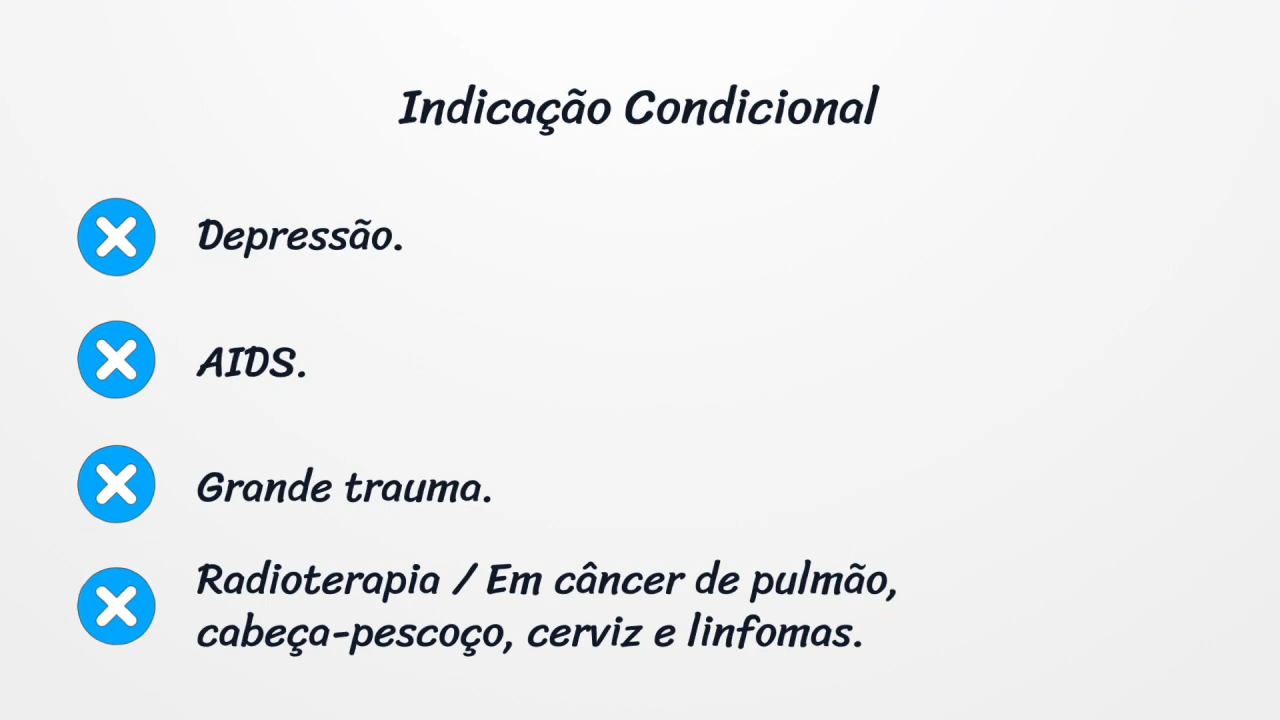 Indicação Condicional
Depressão.
AIDS.
Grande trauma.
Radioterapia / Em câncer de pulmão,
cabeça-pescoço, cerviz e linfomas.